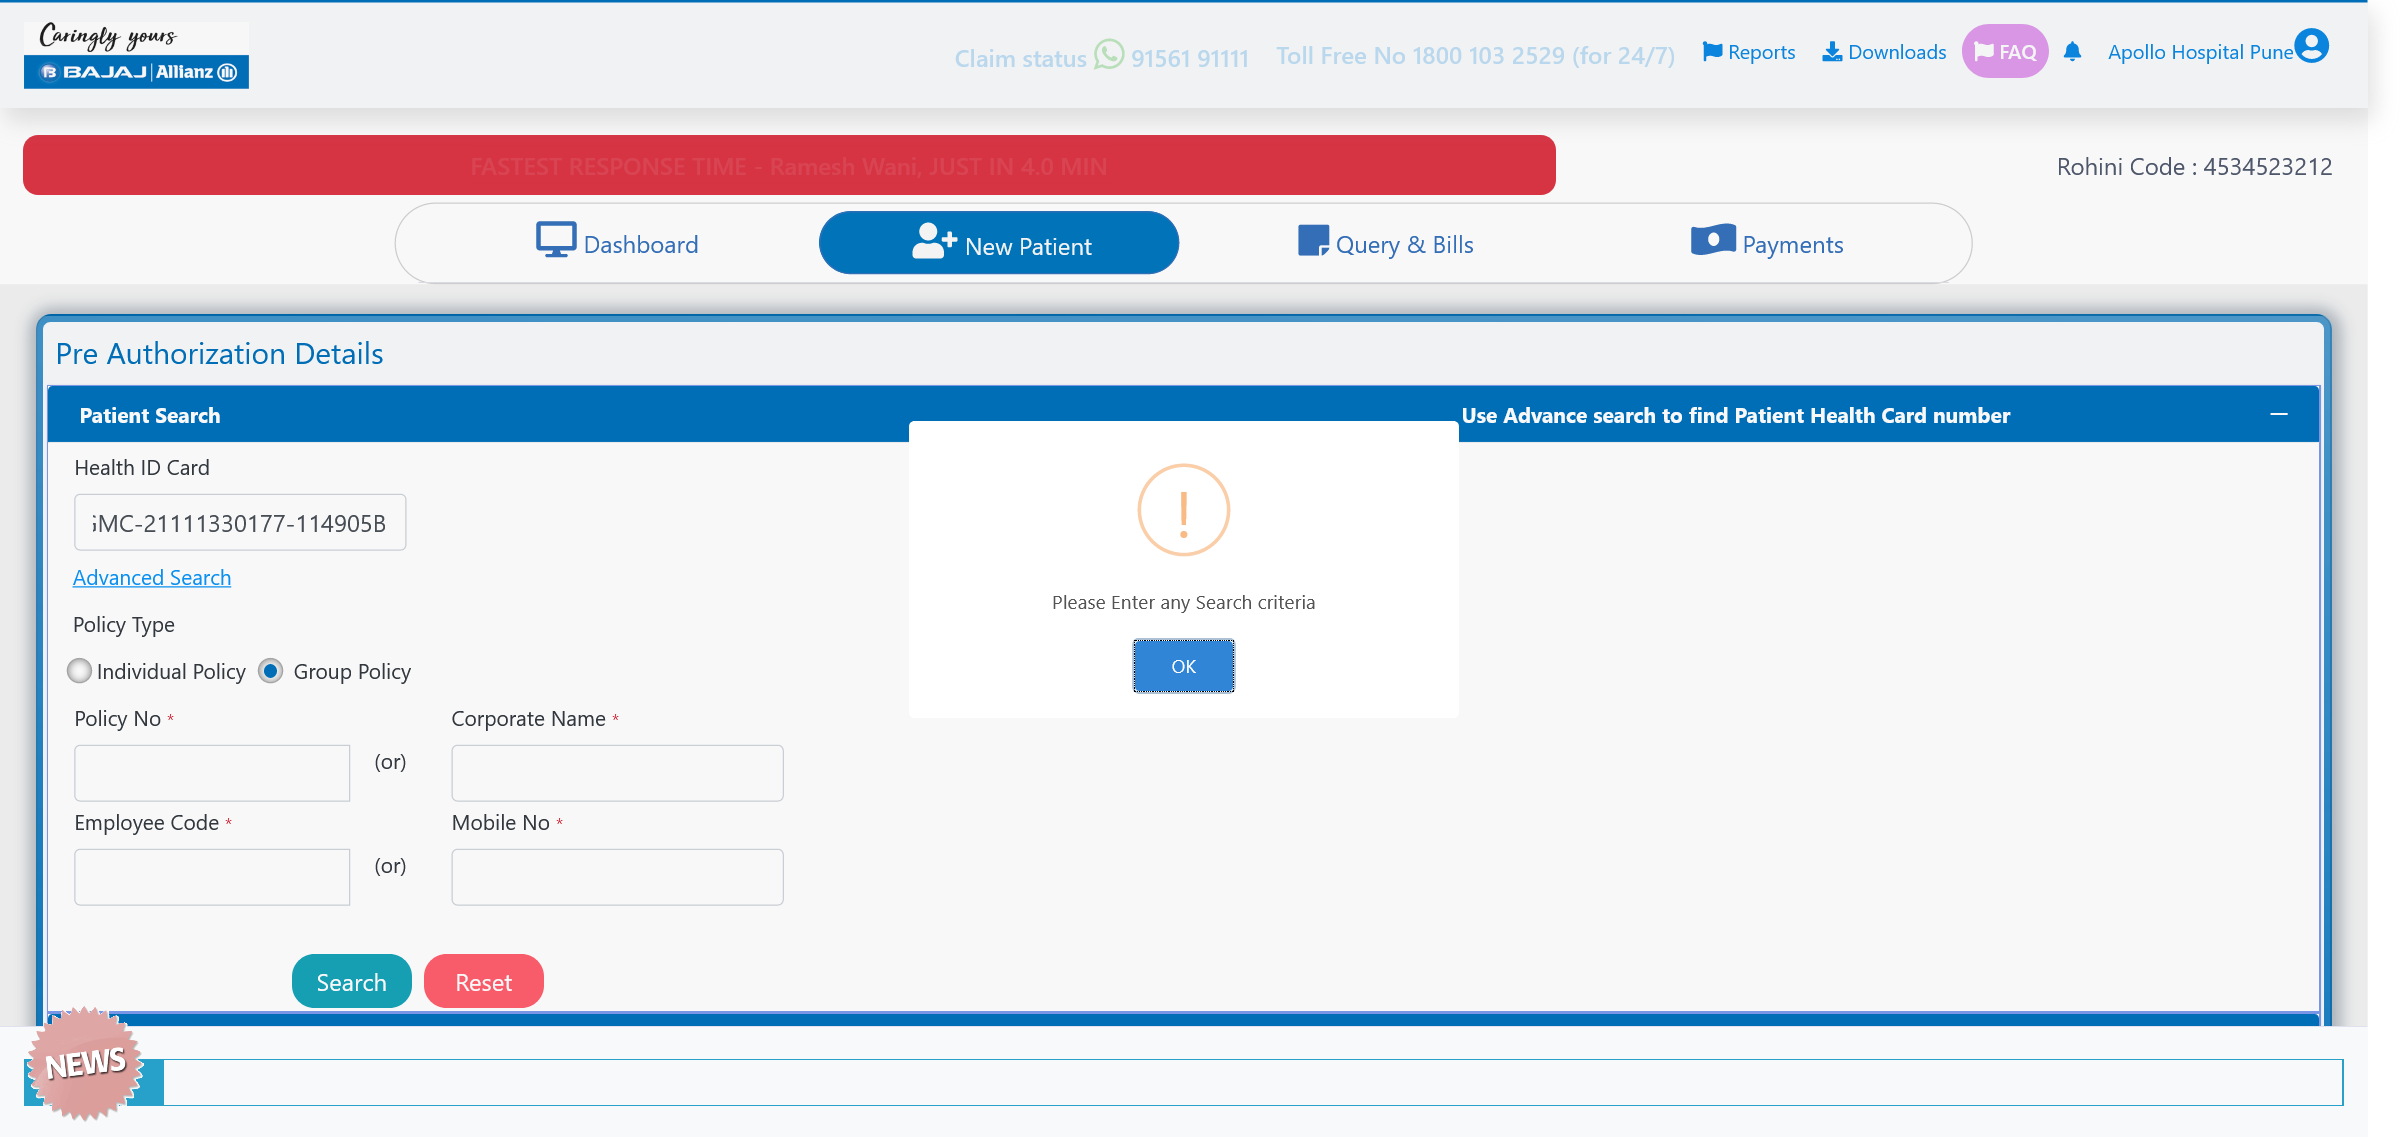 Caringly yours
BAJAJ | Allianz
Claim status 91561 91111 Toll Free No 1800 103 2529 (for 24/7) Reports Downloads FAQ Apollo Hospital Pune
FASTEST RESPONSE TIME - Ramesh Wani, JUST IN 4.0 MIN
Rohini Code : 4534523212
Dashboard New Patient Query & Bills Payments
Pre Authorization Details
Patient Search Use Advance search to find Patient Health Card number
Health ID Card
MC-21111330177-114905B
Advanced Search
Policy Type
Individual Policy Group Policy
Policy No * (or) Corporate Name *
Employee Code * (or) Mobile No *
Search Reset
Please Enter any Search criteria
OK
NEWS